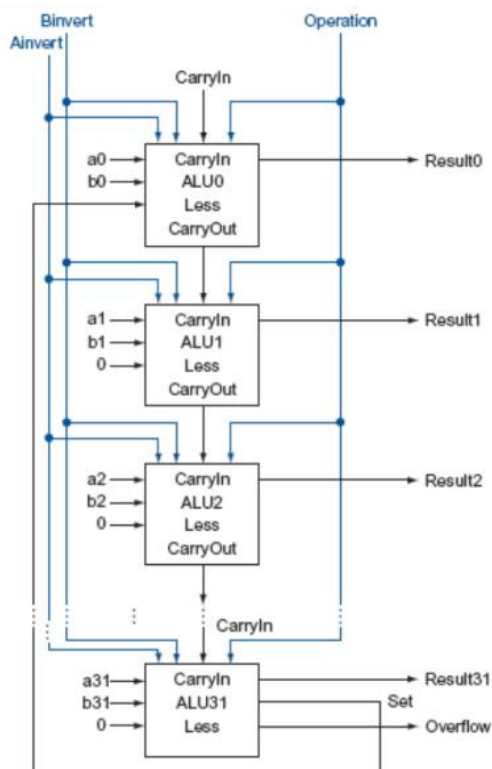 Binvert
Operation
Ainvert
CarryIn
a0
CarryIn
Result0
b0
ALU0
Less
CarryOut
a1
CarryIn
Result1
b1
ALU1
0
Less
CarryOut
a2
CarryIn
Result2
b2
ALU2
0
Less
CarryOut
CarryIn
a31
CarryIn
Result31
b31
ALU31
Set
0
Less
Overflow